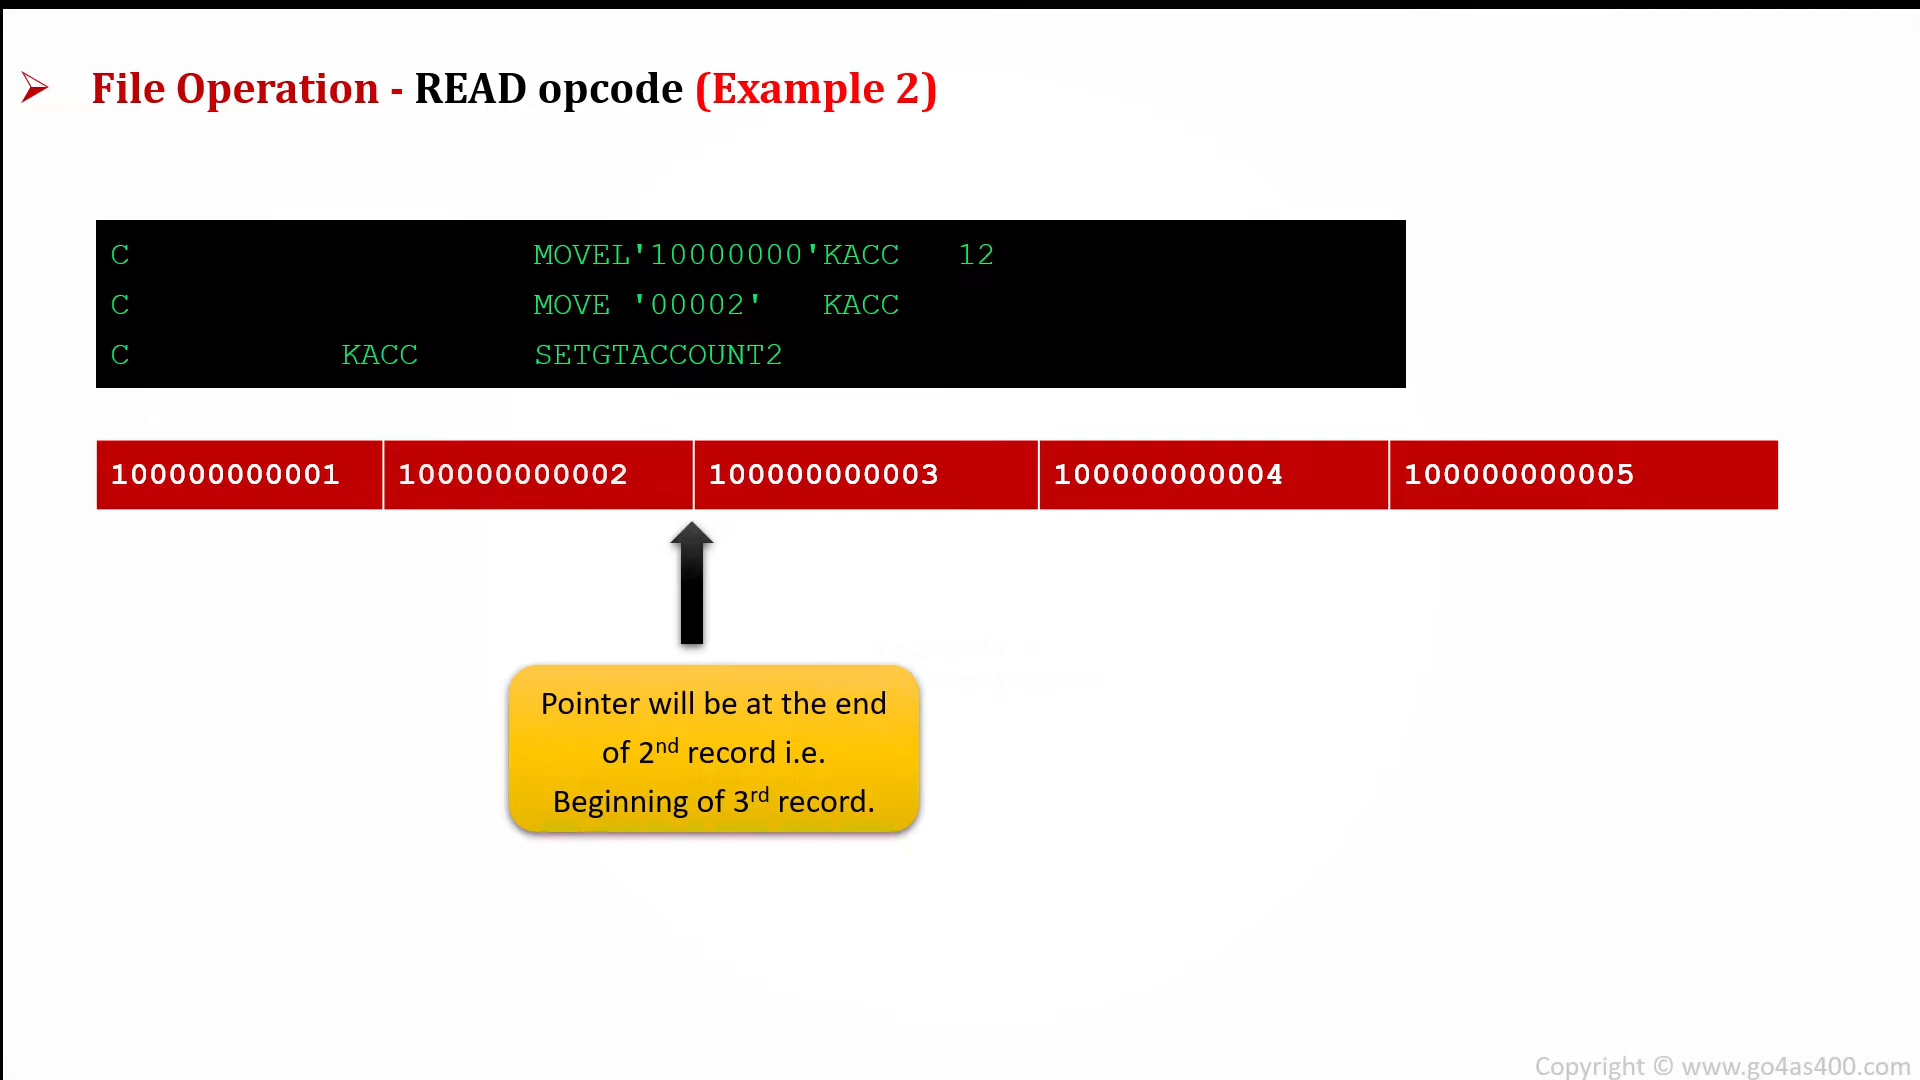 File Operation - READ opcode (Example 2)
C MOVEL'10000000'KACC 12
C MOVE '00002' KACC
C KACC SETGTACCOUNT2
100000000001 100000000002 100000000003 100000000004 100000000005
Pointer will be at the end
of 2nd record i.e.
Beginning of 3rd record.
Copyright © www.go4as400.com